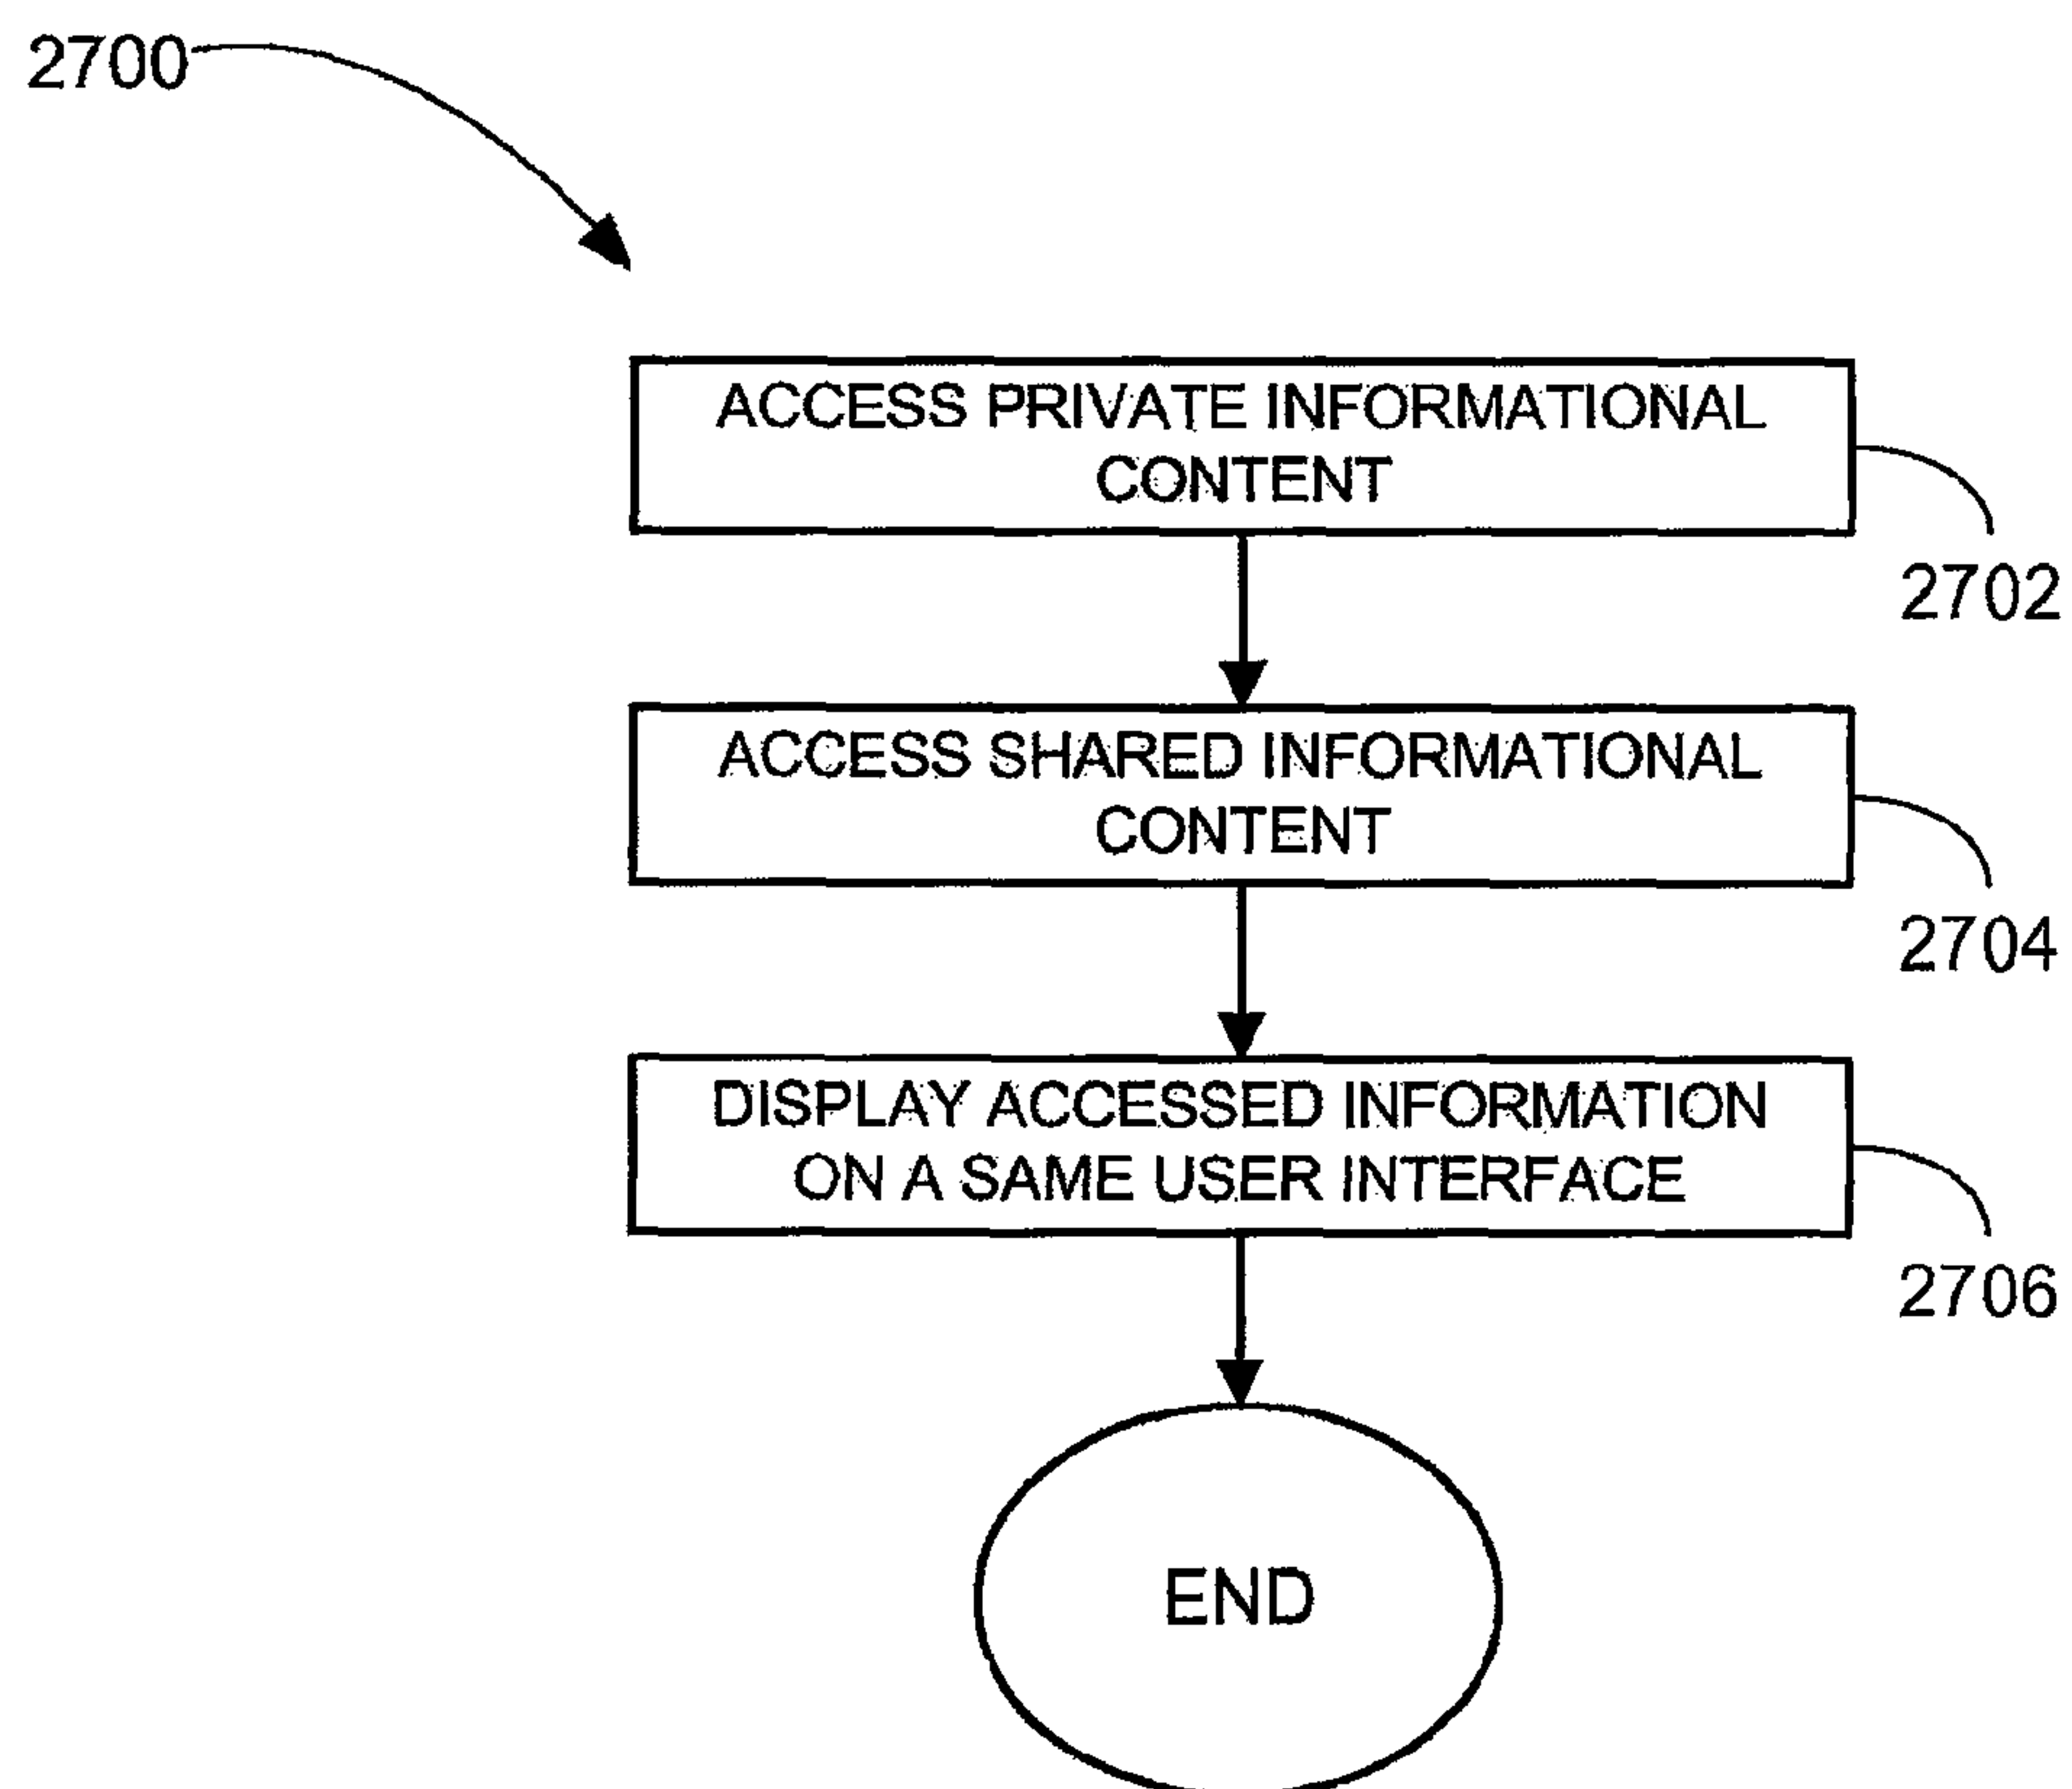 2700
ACCESS PRIVATE INFORMATIONAL
CONTENT
2702
ACCESS SHARED INFORMATIONAL
CONTENT
2704
DISPLAY ACCESSED INFORMATION
ON A SAME USER INTERFACE
2706
END